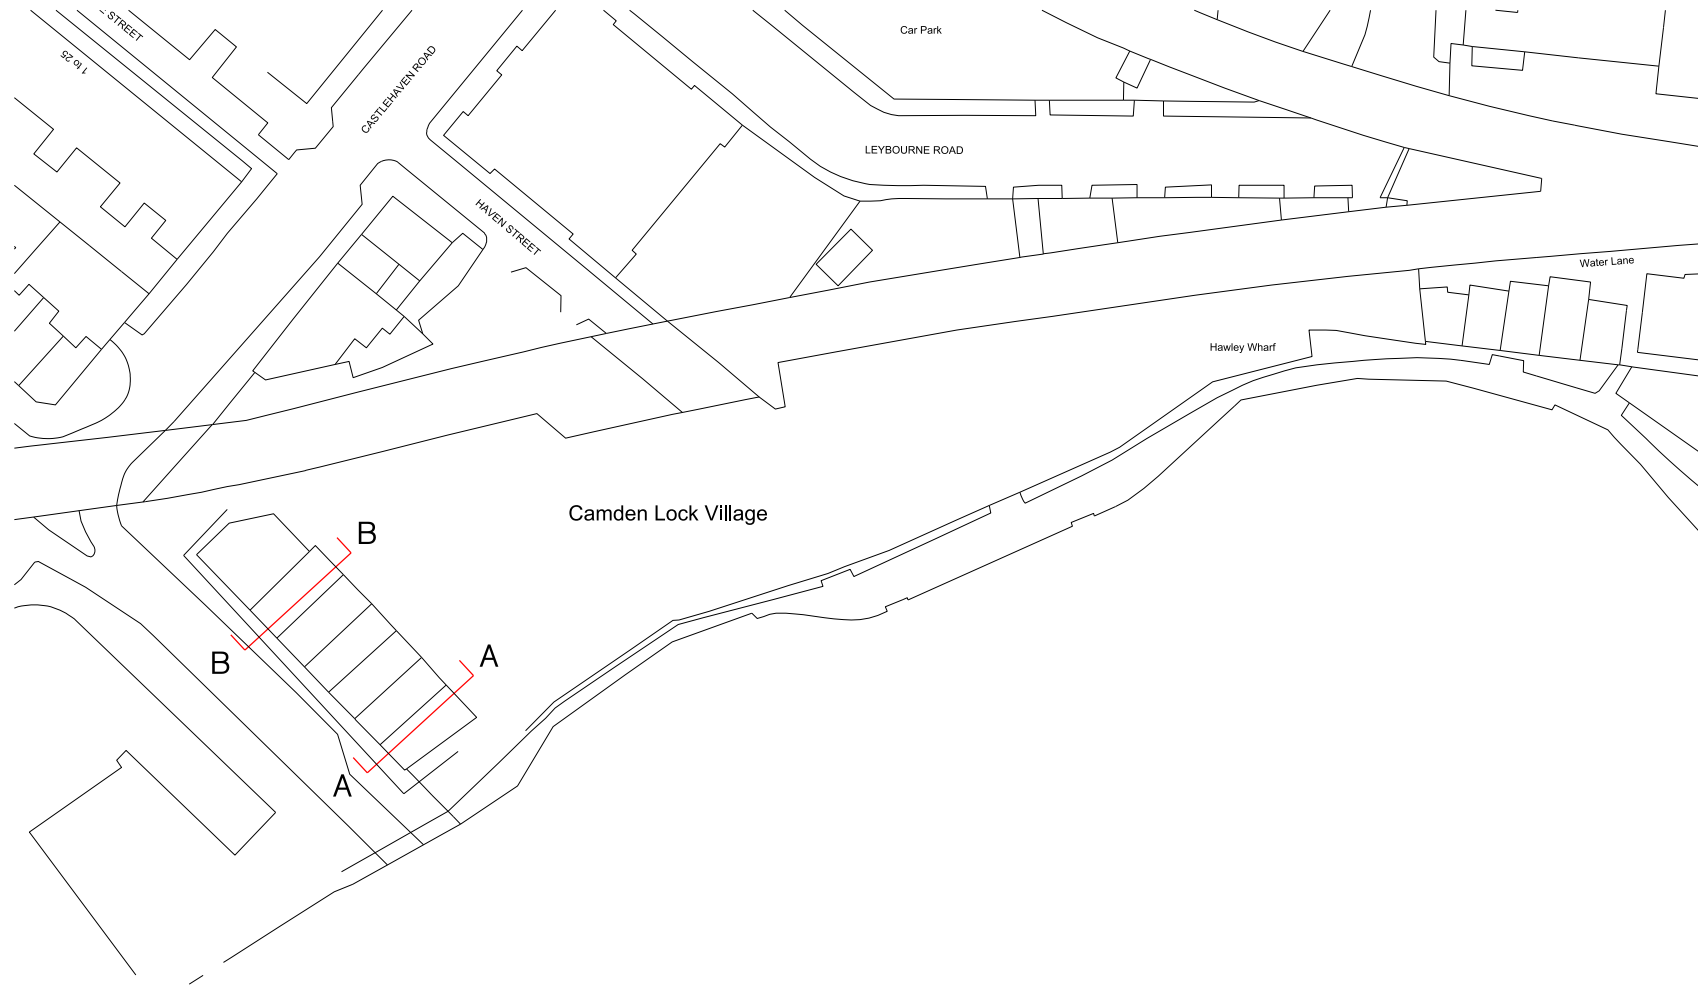 STREET
1 to 25
CASTLEHAVEN ROAD
Car Park
LEYBOURNE ROAD
HAVEN STREET
Water Lane
Hawley Wharf
Camden Lock Village
B
B
A
A